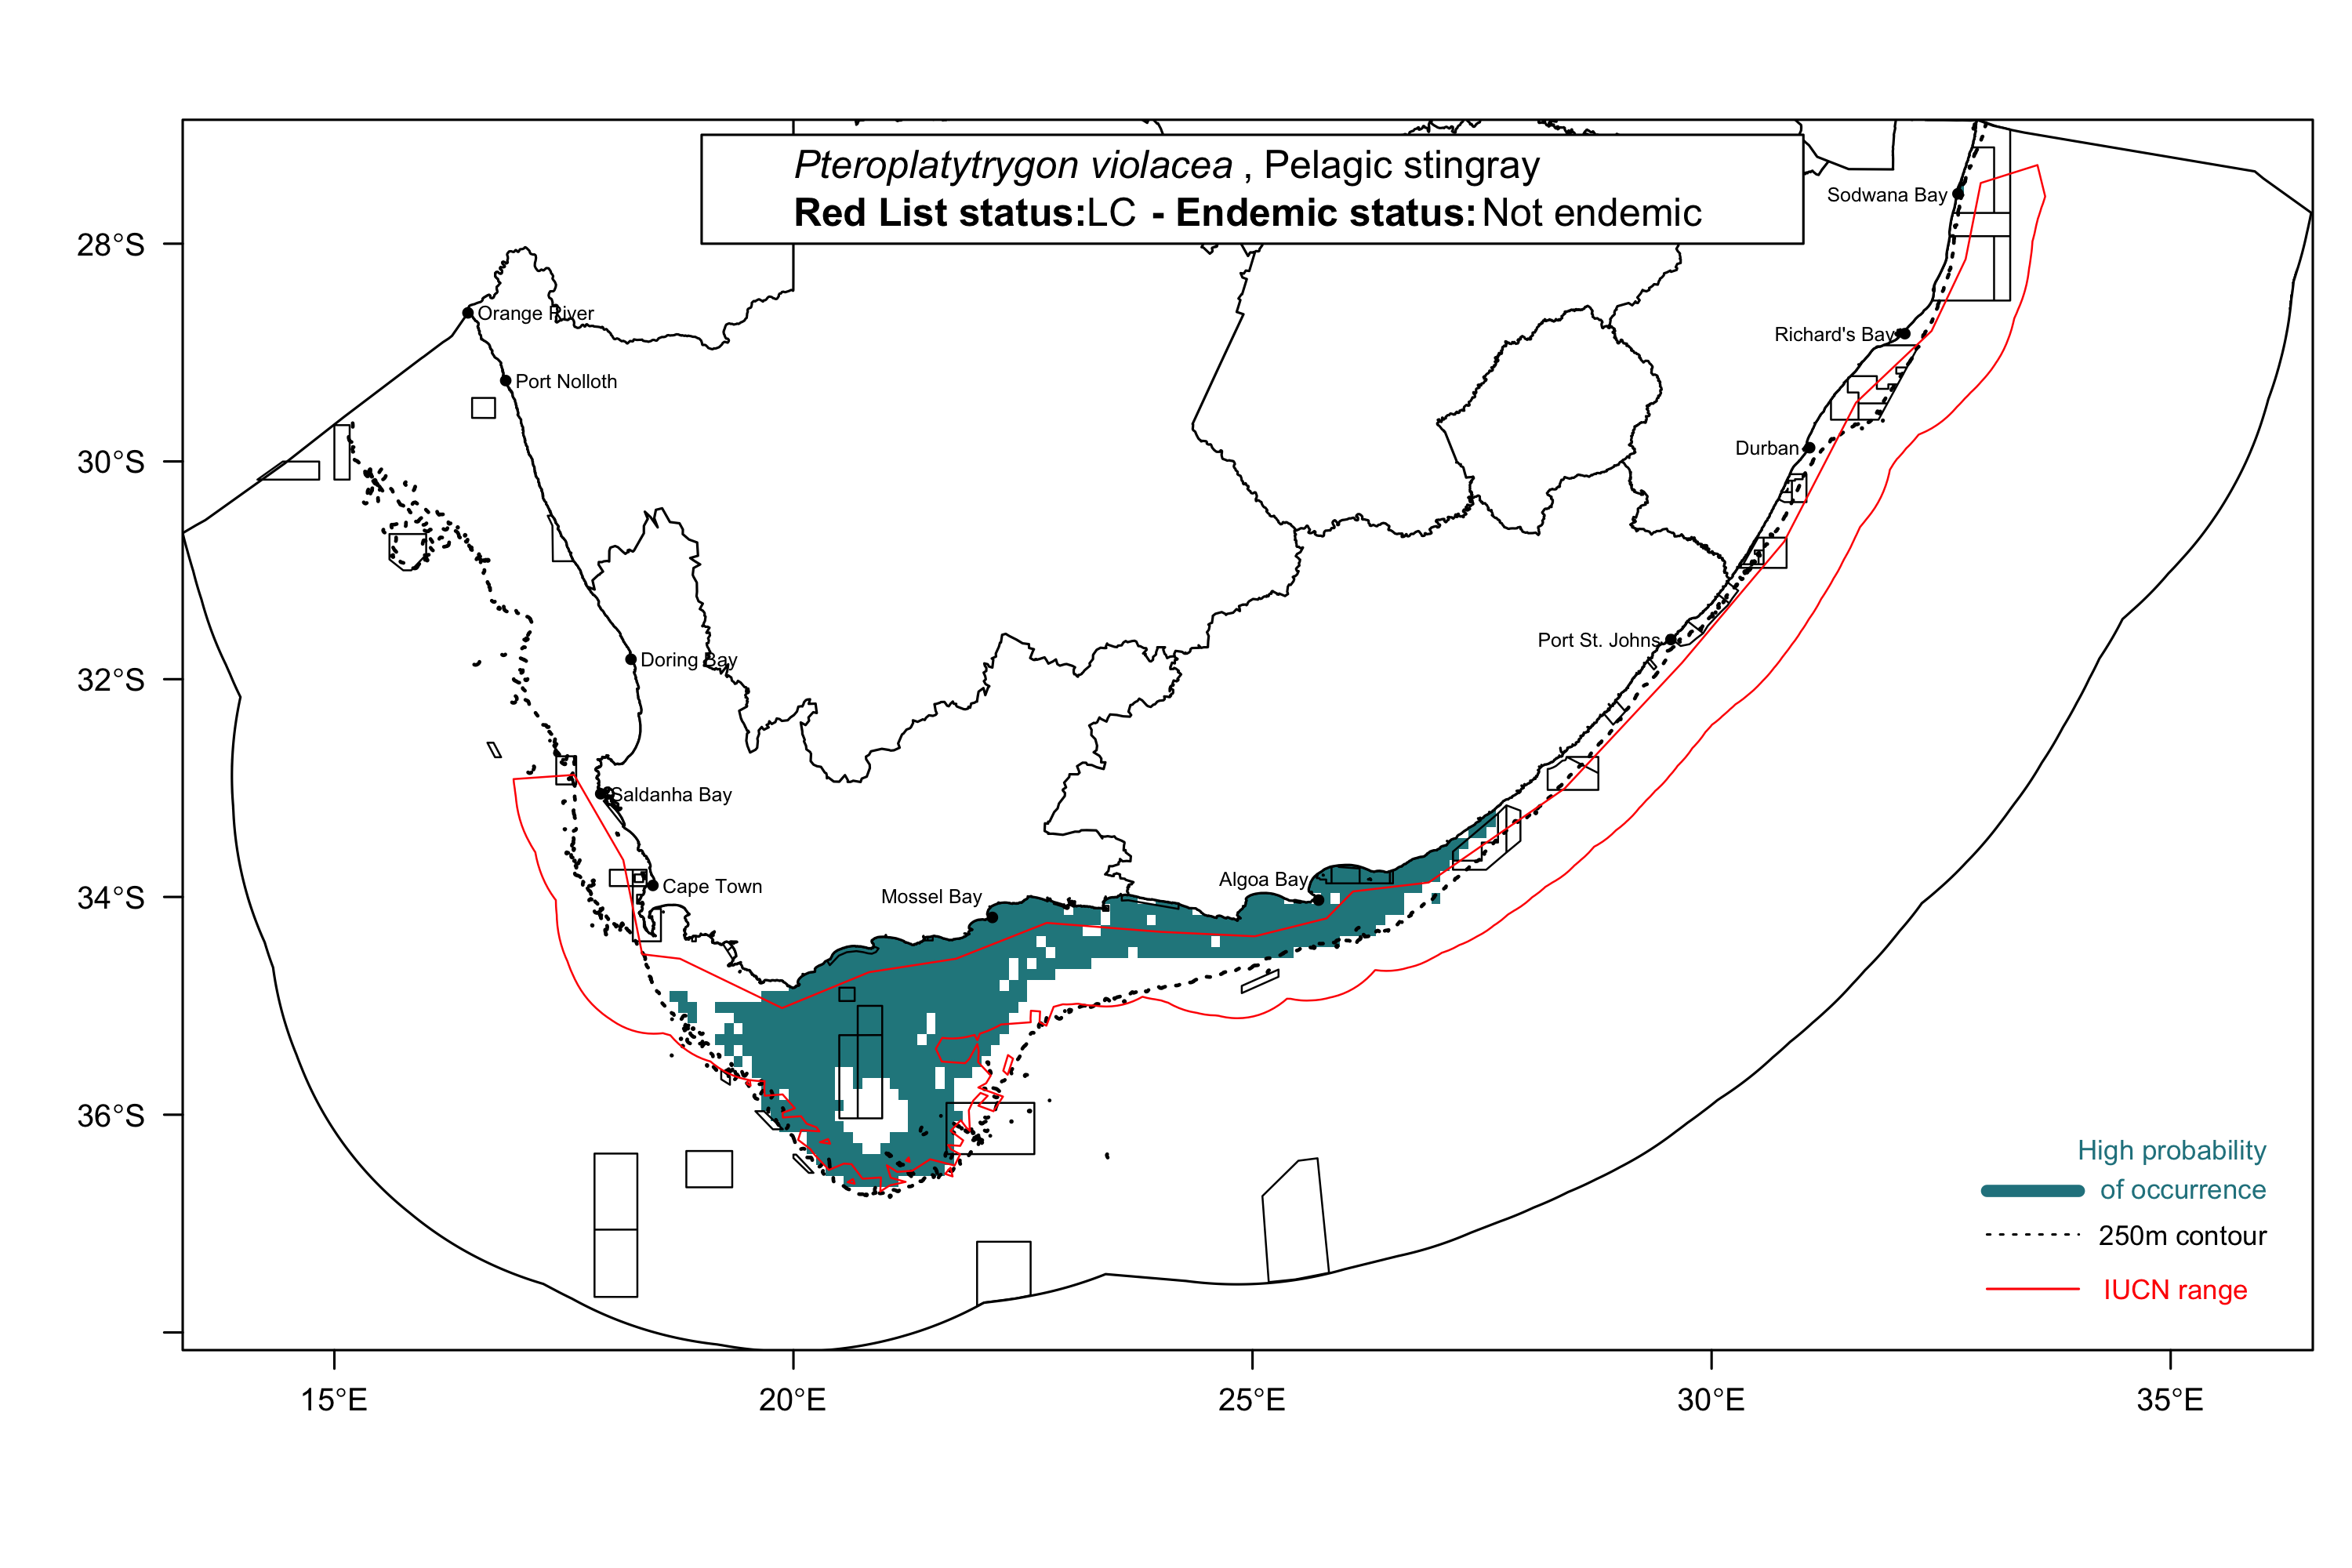 Pteroplatytrygon violacea , Pelagic stingray
Red List status:LC - Endemic status: Not endemic
Sodwana Bay
28°S
Orange River
Richard's Bay
Port Nolloth
Durban
30°S
Port St. Johns
Doring Bay
32°S
Saldanha Bay
Algoa Bay
Cape Town
Mossel Bay
34°S
36°S
High probability
of occurrence
250m contour
IUCN range
15°E
20°E
25°E
30°E
35°E